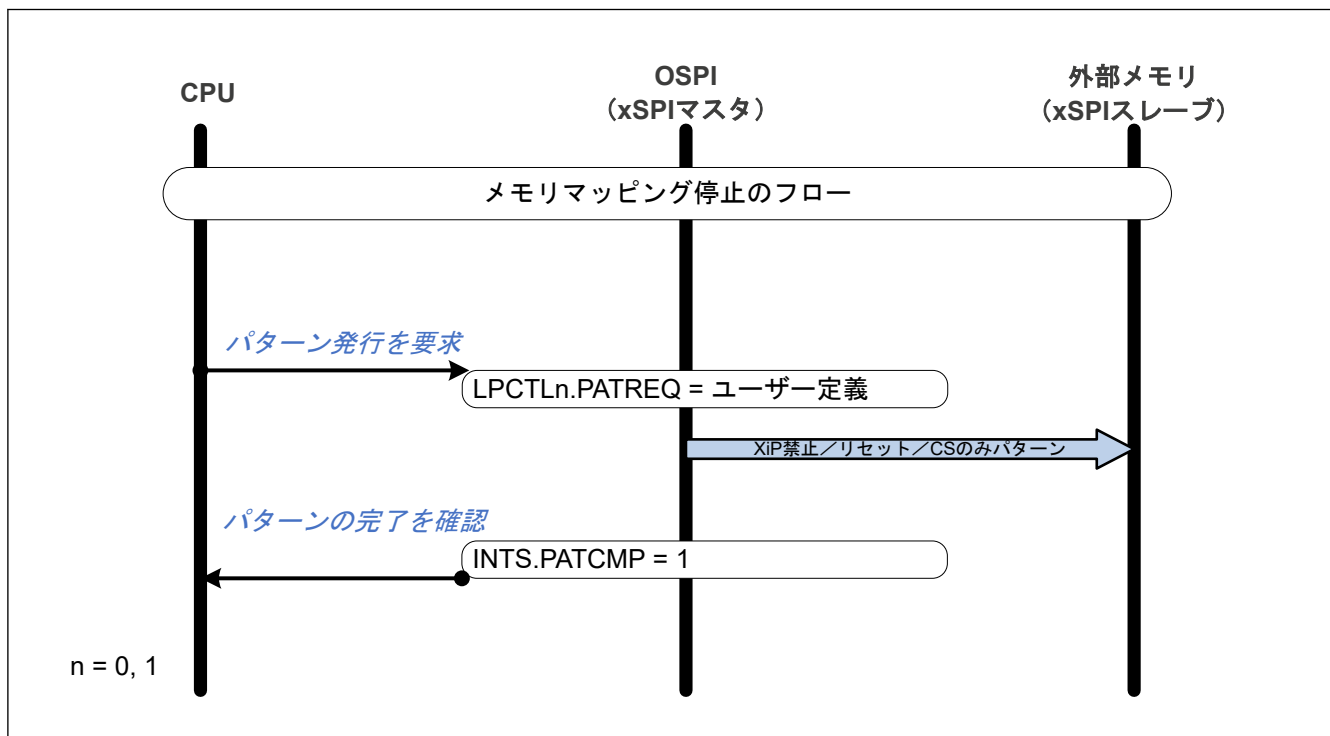 CPU
OSPI
（xSPIマスタ）
外部メモリ
（xSPIスレーブ）
メモリマッピング停止のフロー
パターン発行を要求
LPCTLn.PATREQ = ユーザー定義
XiP禁止／リセット／CSのみパターン
パターンの完了を確認
INTS.PATCMP = 1
n = 0, 1